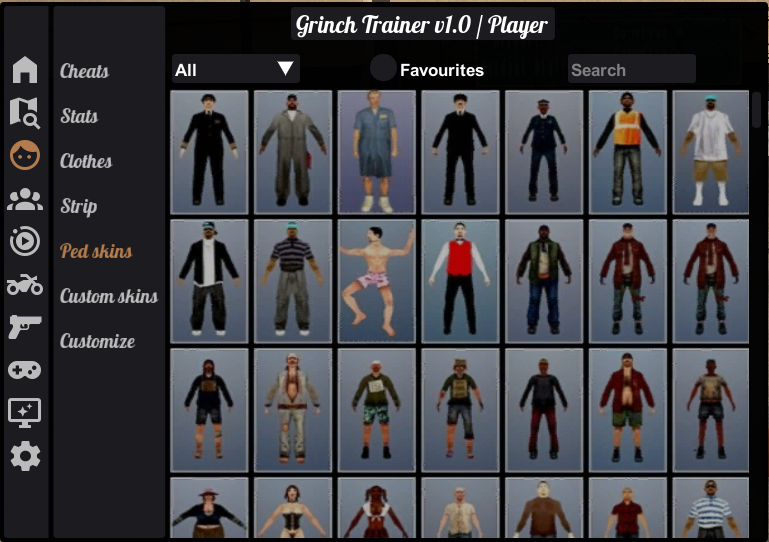 Grinch Trainer v1.0 / Player
All
Favourites
Search
Cheats
Stats
Clothes
Strip
Ped skins
Custom skins
Customize